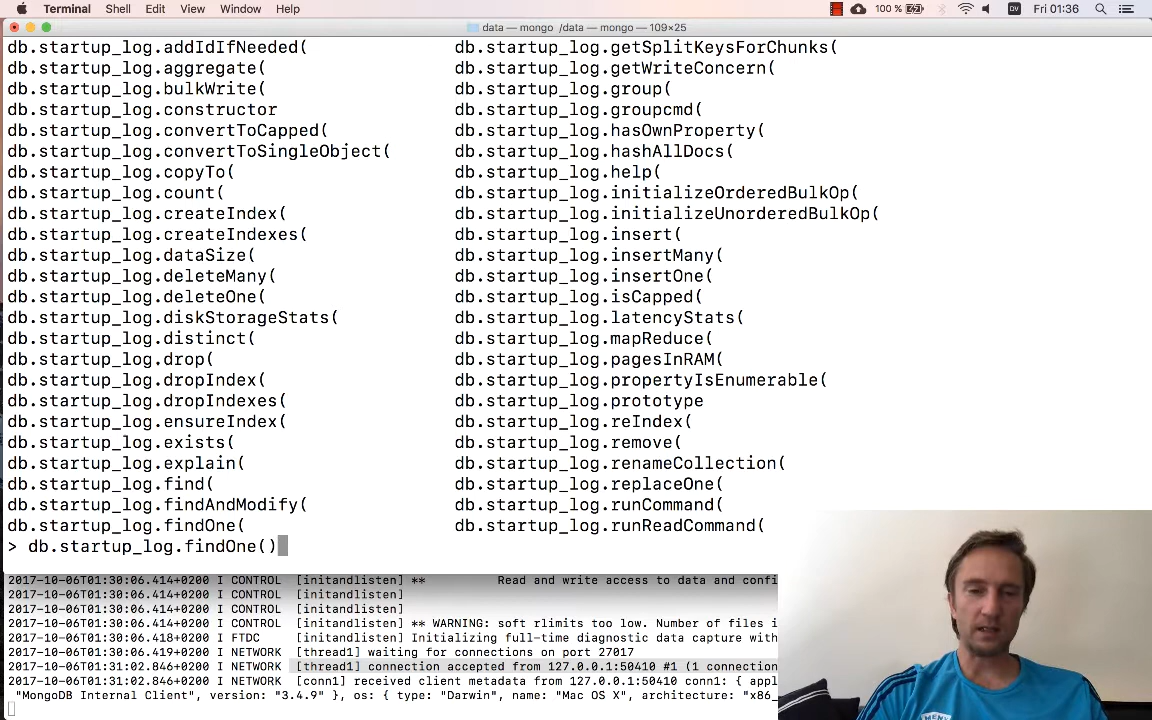 Terminal Shell Edit View Window Help 100 % DV Fri 01:36
data — mongo /data — mongo — 109×25
db.startup_log.addIdIfNeeded( db.startup_log.getSplitKeysForChunks(
db.startup_log.aggregate( db.startup_log.getWriteConcern(
db.startup_log.bulkWrite( db.startup_log.group(
db.startup_log.constructor db.startup_log.groupcmd(
db.startup_log.convertToCapped( db.startup_log.hasOwnProperty(
db.startup_log.convertToSingleObject( db.startup_log.hashAllDocs(
db.startup_log.copyTo( db.startup_log.help(
db.startup_log.count( db.startup_log.initializeOrderedBulkOp(
db.startup_log.createIndex( db.startup_log.initializeUnorderedBulkOp(
db.startup_log.createIndexes( db.startup_log.insert(
db.startup_log.dataSize( db.startup_log.insertMany(
db.startup_log.deleteMany( db.startup_log.insertOne(
db.startup_log.deleteOne( db.startup_log.isCapped(
db.startup_log.diskStorageStats( db.startup_log.latencyStats(
db.startup_log.distinct( db.startup_log.mapReduce(
db.startup_log.drop( db.startup_log.pagesInRAM(
db.startup_log.dropIndex( db.startup_log.propertyIsEnumerable(
db.startup_log.dropIndexes( db.startup_log.prototype
db.startup_log.ensureIndex( db.startup_log.reIndex(
db.startup_log.exists( db.startup_log.remove(
db.startup_log.explain( db.startup_log.renameCollection(
db.startup_log.find( db.startup_log.replaceOne(
db.startup_log.findAndModify( db.startup_log.runCommand(
db.startup_log.findOne( db.startup_log.runReadCommand(
> db.startup_log.findOne()
2017-10-06T01:30:06.414+0200 I CONTROL [initandlisten] ** Read and write access to data and confi
2017-10-06T01:30:06.414+0200 I CONTROL [initandlisten]
2017-10-06T01:30:06.414+0200 I CONTROL [initandlisten]
2017-10-06T01:30:06.414+0200 I CONTROL [initandlisten] ** WARNING: soft rlimits too low. Number of files i
2017-10-06T01:30:06.418+0200 I FTDC [initandlisten] Initializing full-time diagnostic data capture with
2017-10-06T01:30:06.419+0200 I NETWORK [thread1] waiting for connections on port 27017
2017-10-06T01:31:02.846+0200 I NETWORK [thread1] connection accepted from 127.0.0.1:50410 #1 (1 connection
2017-10-06T01:31:02.846+0200 I NETWORK [conn1] received client metadata from 127.0.0.1:50410 conn1: { appl
"MongoDB Internal Client", version: "3.4.9" }, os: { type: "Darwin", name: "Mac OS X", architecture: "x86_